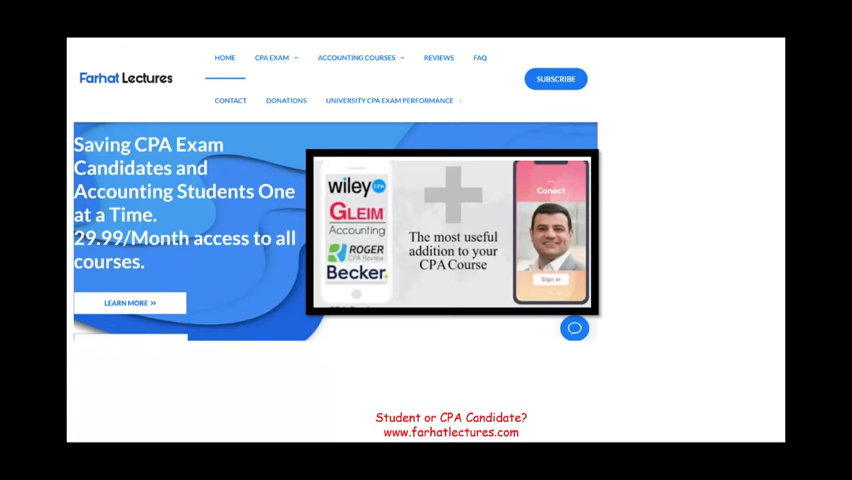 Farhat Lectures
HOME
CPA EXAM
ACCOUNTING COURSES
REVIEWS
FAQ
SUBSCRIBE
CONTACT
DONATIONS
UNIVERSITY CPA EXAM PERFORMANCE
Saving CPA Exam
Candidates and
Accounting Students One
at a Time.
29.99/Month access to all
courses.
LEARN MORE »
wiley CPA
GLEIM
Accounting
ROGER
CPA Review
Becker.
The most useful
addition to your
CPA Course
Conect
Sign in
Student or CPA Candidate?
www.farhatlectures.com